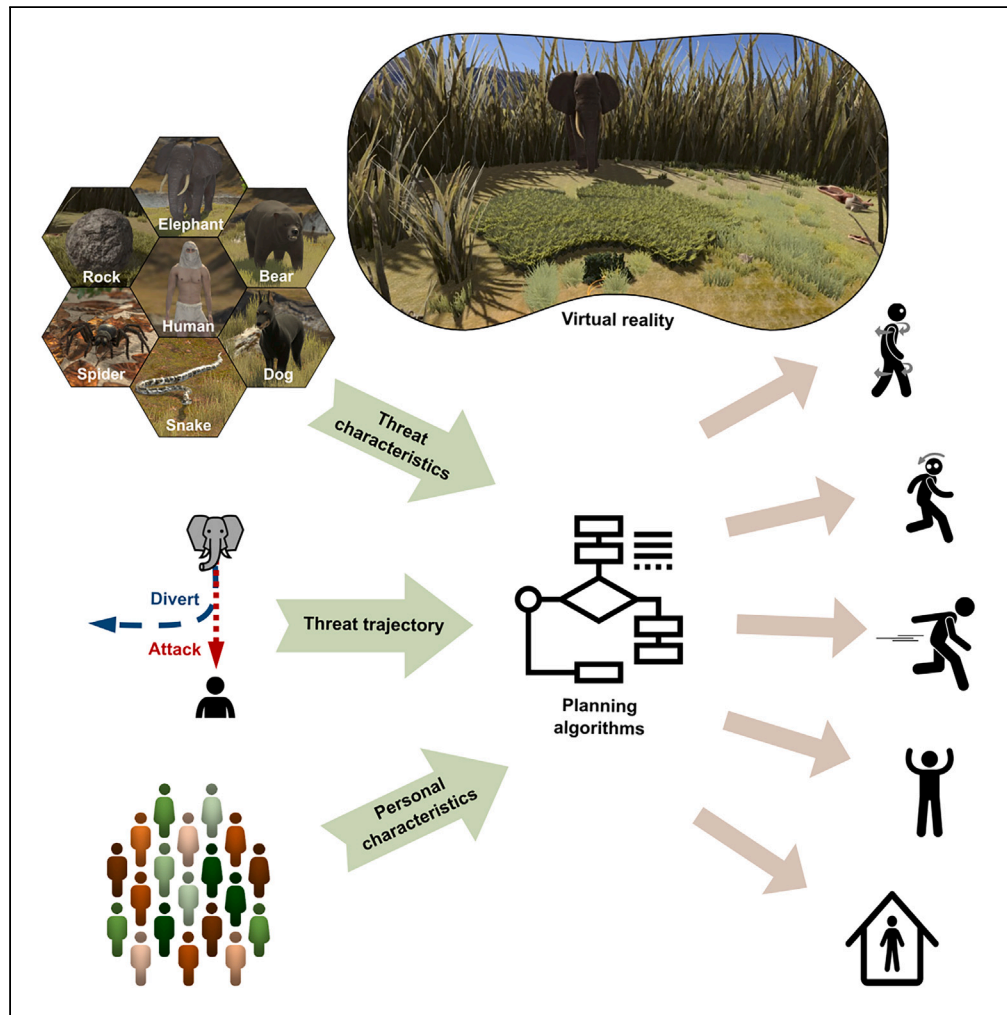 Elephant
Rock
Bear
Human
Spider
Dog
Snake
Virtual reality
Threat
characteristics
Divert
Attack
Threat trajectory
Planning
algorithms
Personal
characteristics